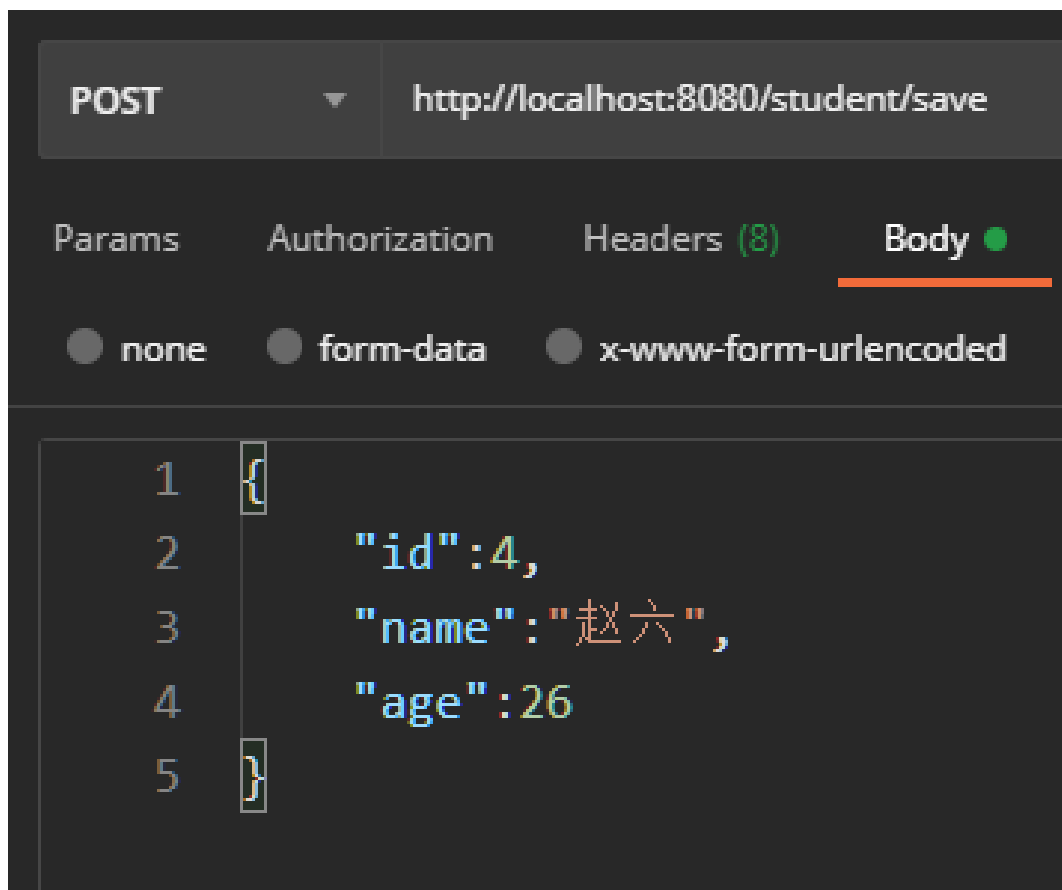 POST http://localhost:8080/student/save
Params Authorization Headers (8) Body
none form-data x-www-form-urlencoded
1 {
2 "id":4,
3 "name":"赵六",
4 "age":26
5 }